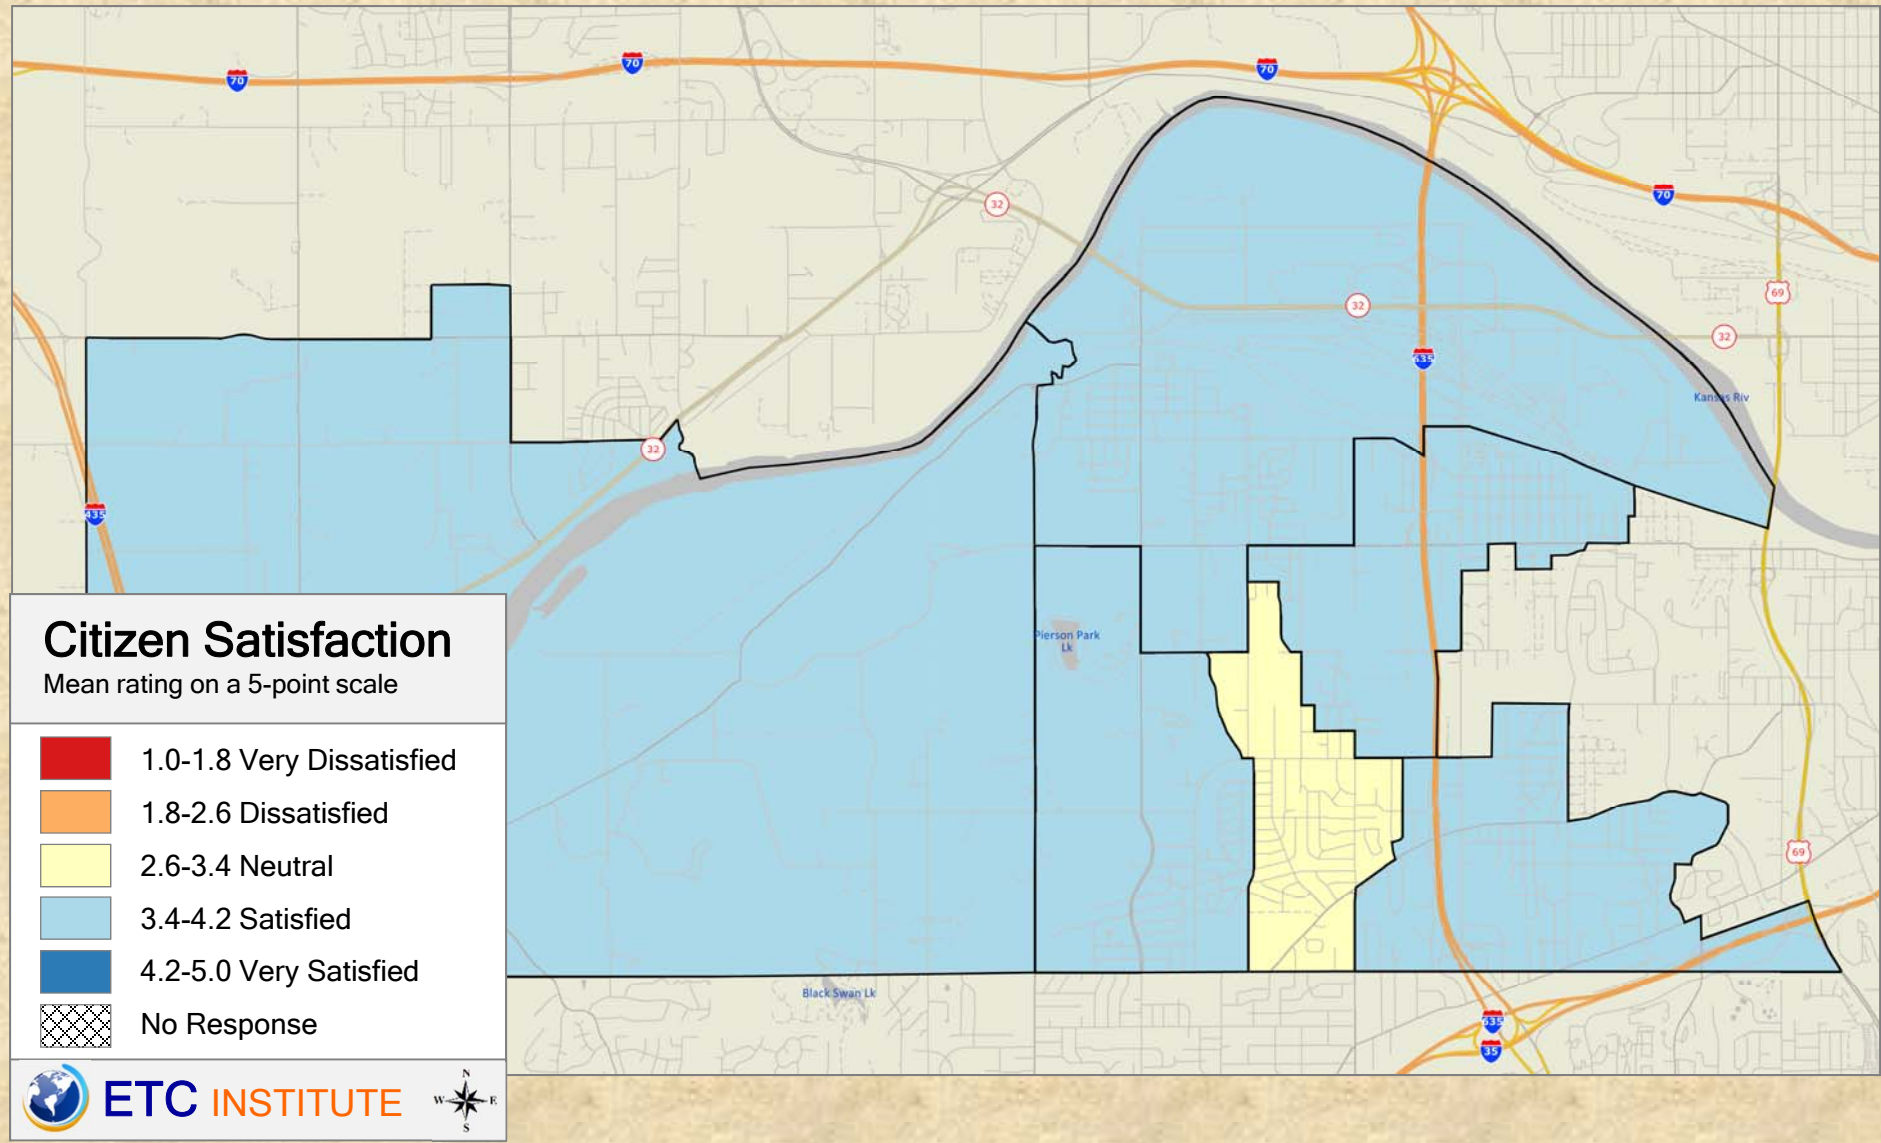 70
70
70
70
32
69
32
32
635
Kansas Riv
32
435
Pierson Park
Lk
69
Black Swan Lk
635
35
Citizen Satisfaction
Mean rating on a 5-point scale
1.0-1.8 Very Dissatisfied
1.8-2.6 Dissatisfied
2.6-3.4 Neutral
3.4-4.2 Satisfied
4.2-5.0 Very Satisfied
No Response
ETC INSTITUTE
N
W E
S